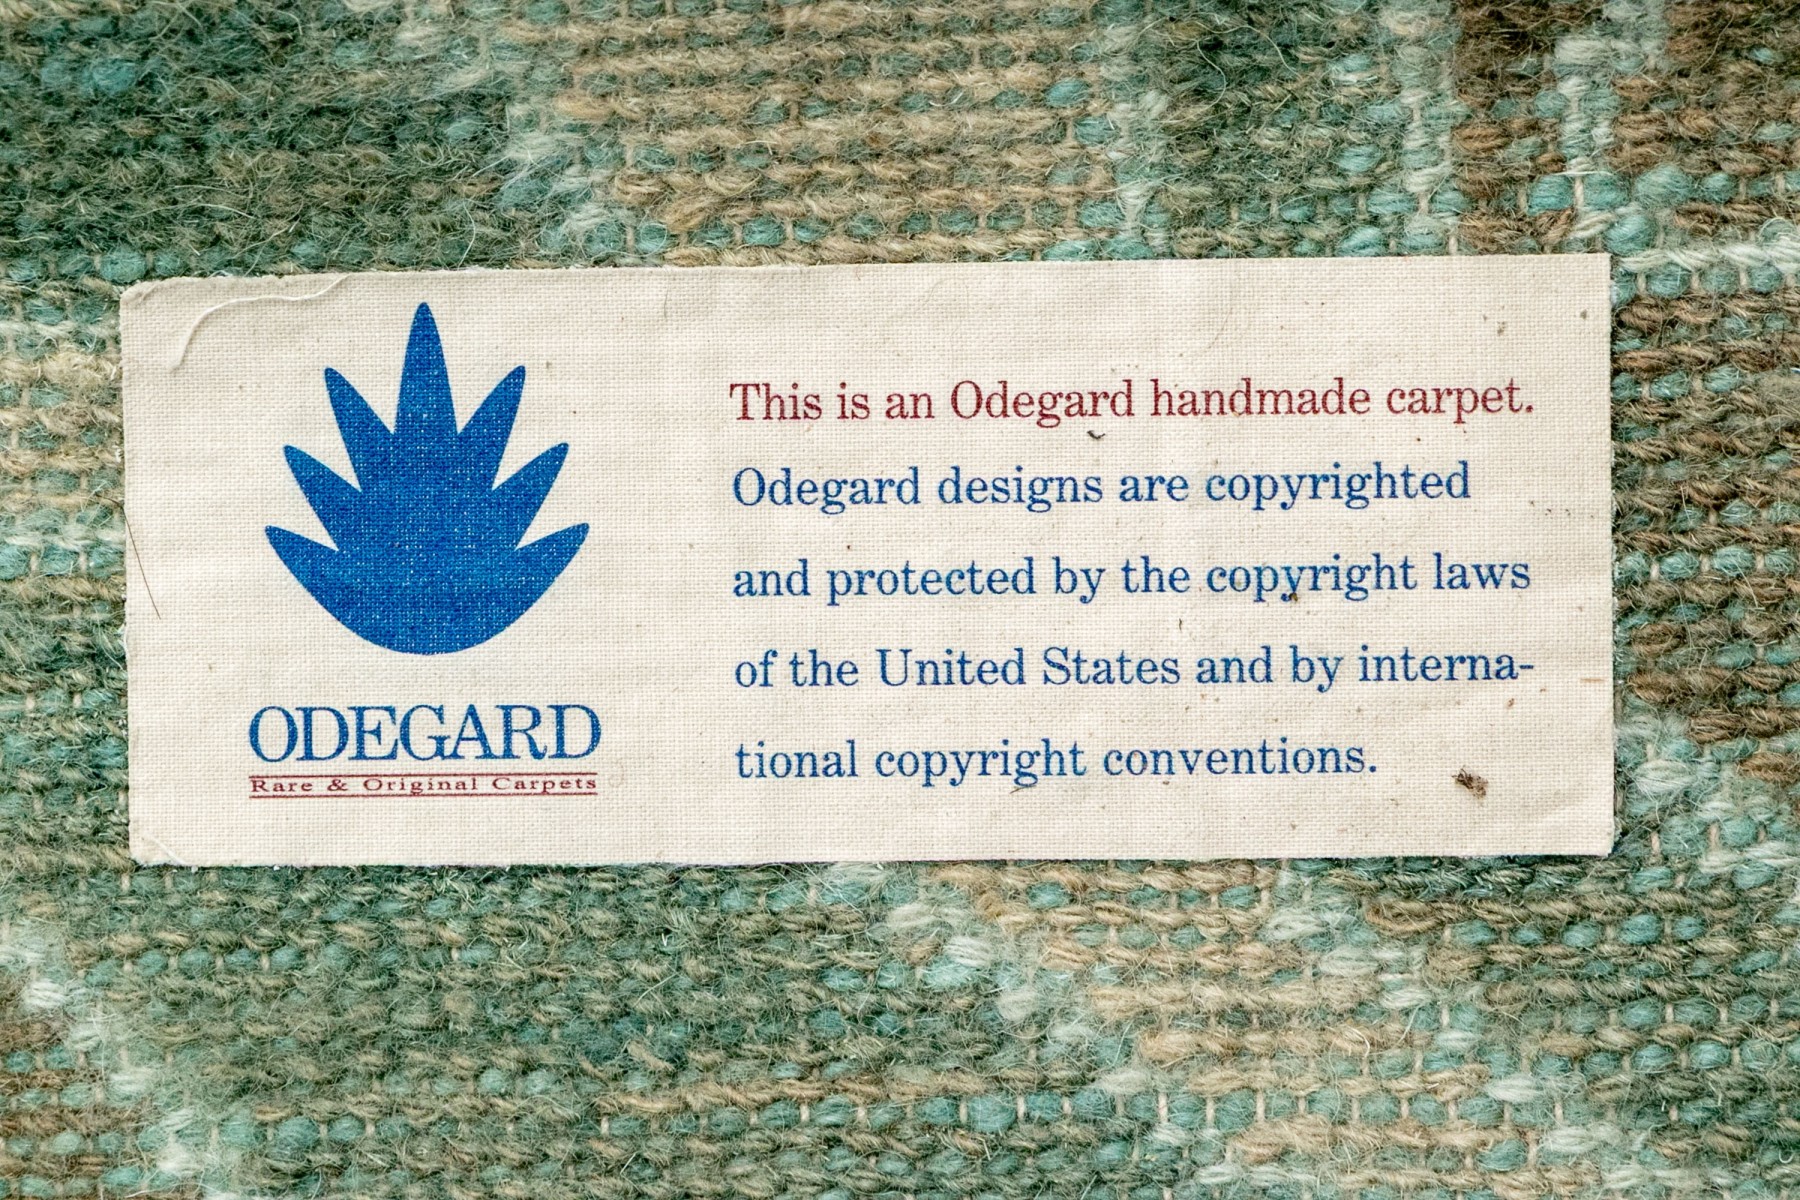 ODEGARD
Rare & Original Carpets
This is an Odegard handmade carpet.
Odegard designs are copyrighted
and protected by the copyright laws
of the United States and by interna-
tional copyright conventions.